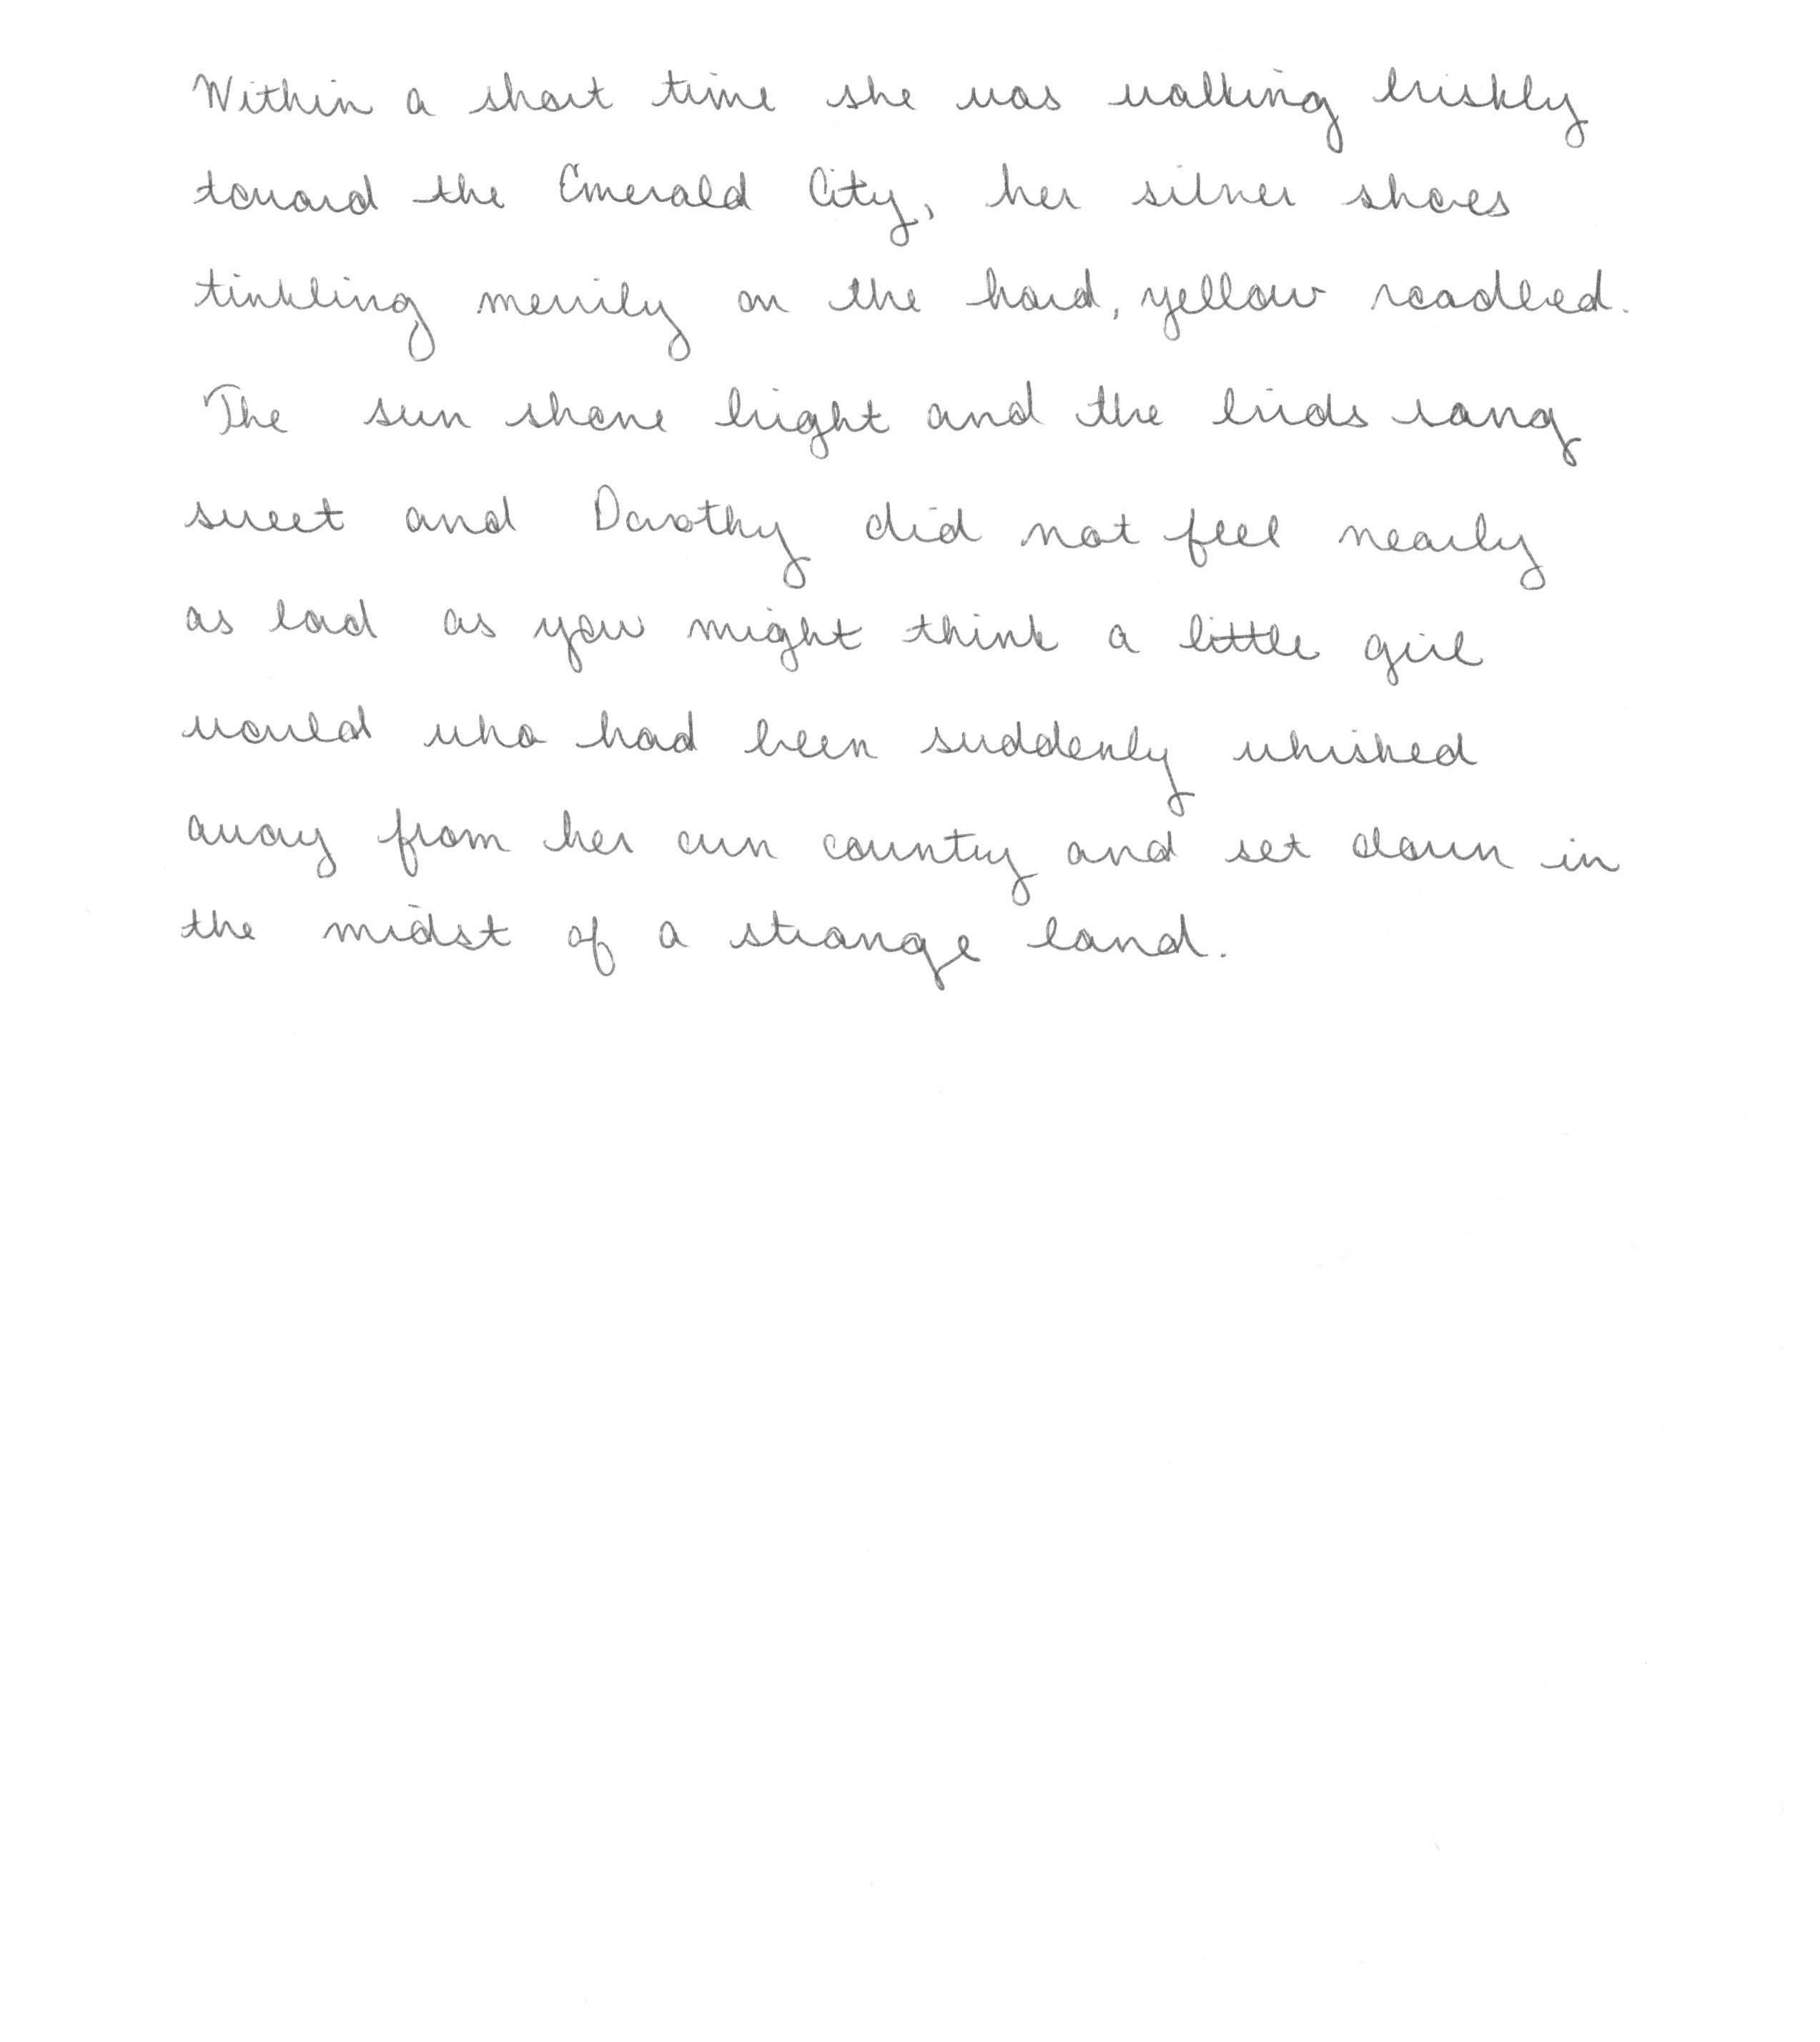 Within a short time she was walking briskly
toward the Emerald City, her silver shoes
tinkling merrily on the hard, yellow roadbed.
The sun shone bright and the birds sang
sweet and Dorothy did not feel nearly
as bad as you might think a little girl
would who had been suddenly whisked
away from her own country and set down in
the midst of a strange land.